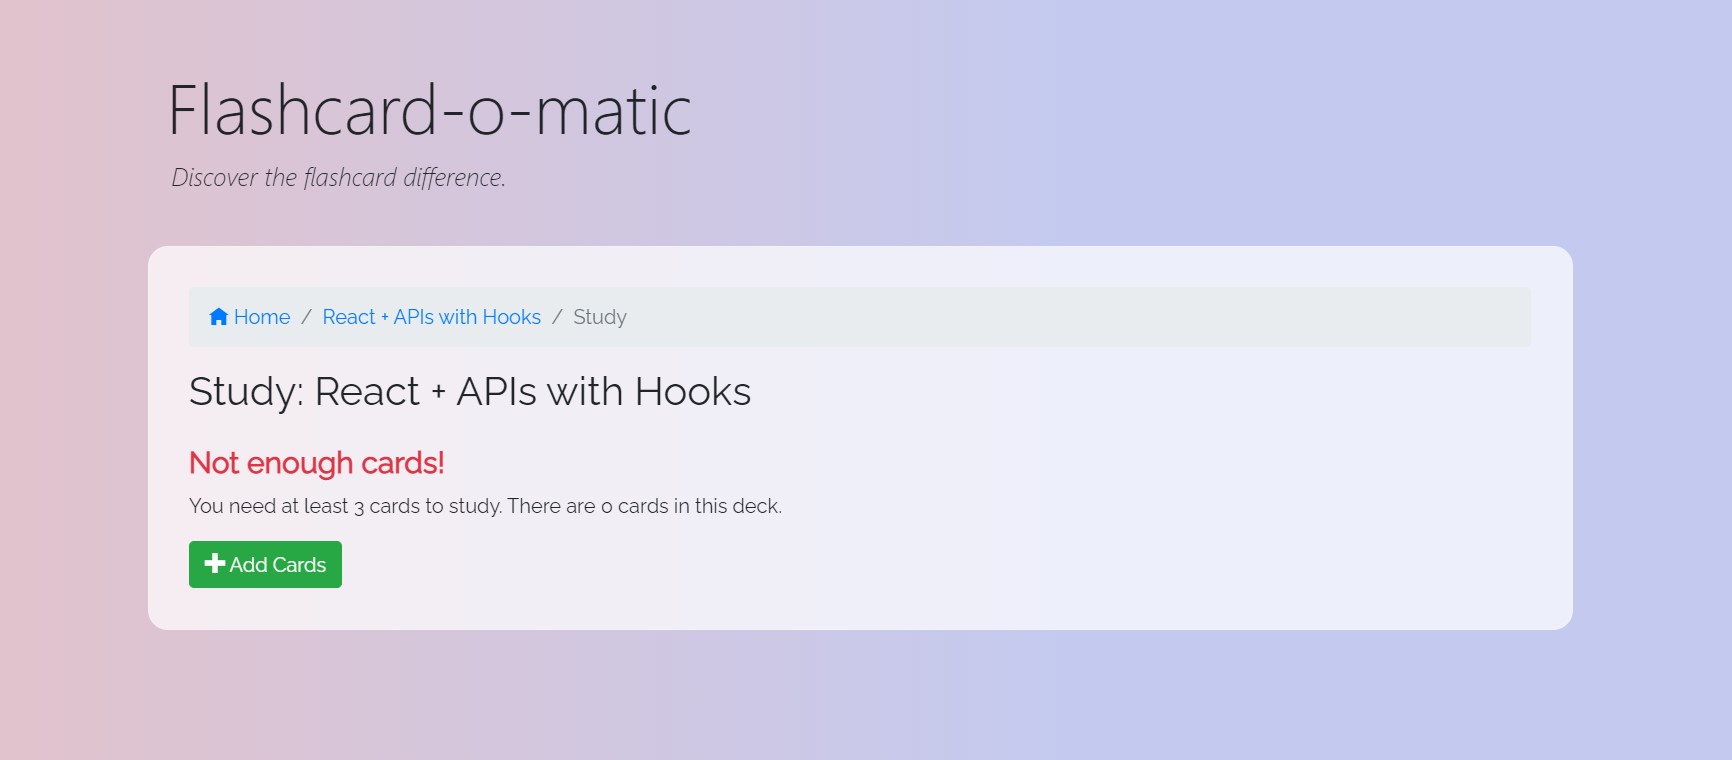 Flashcard-o-matic
Discover the flashcard difference.
Home / React + APIs with Hooks / Study
Study: React + APIs with Hooks
Not enough cards!
You need at least 3 cards to study. There are 0 cards in this deck.
Add Cards